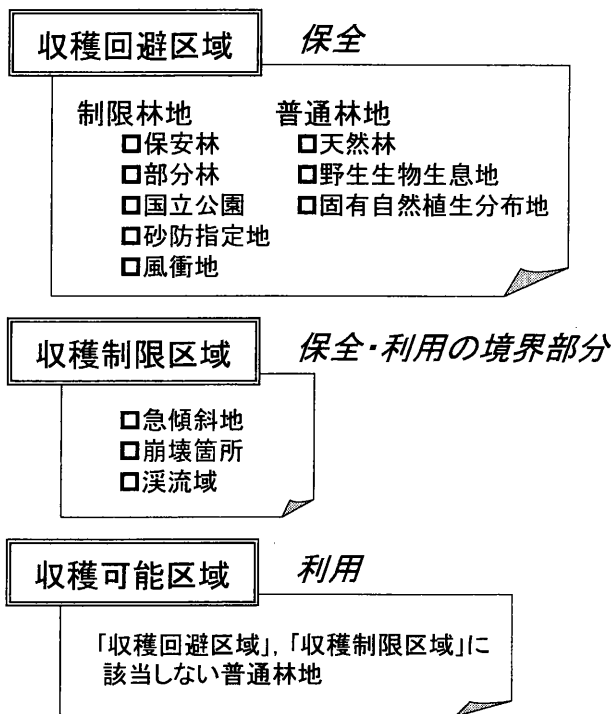 収穫回避区域 保全
制限林地 普通林地
□保安林 □天然林
□部分林 □野生生物生息地
□国立公園 □固有自然植生分布地
□砂防指定地
□風衝地
収穫制限区域 保全・利用の境界部分
□急傾斜地
□崩壊箇所
□渓流域
収穫可能区域 利用
「収穫回避区域」,「収穫制限区域」に
該当しない普通林地